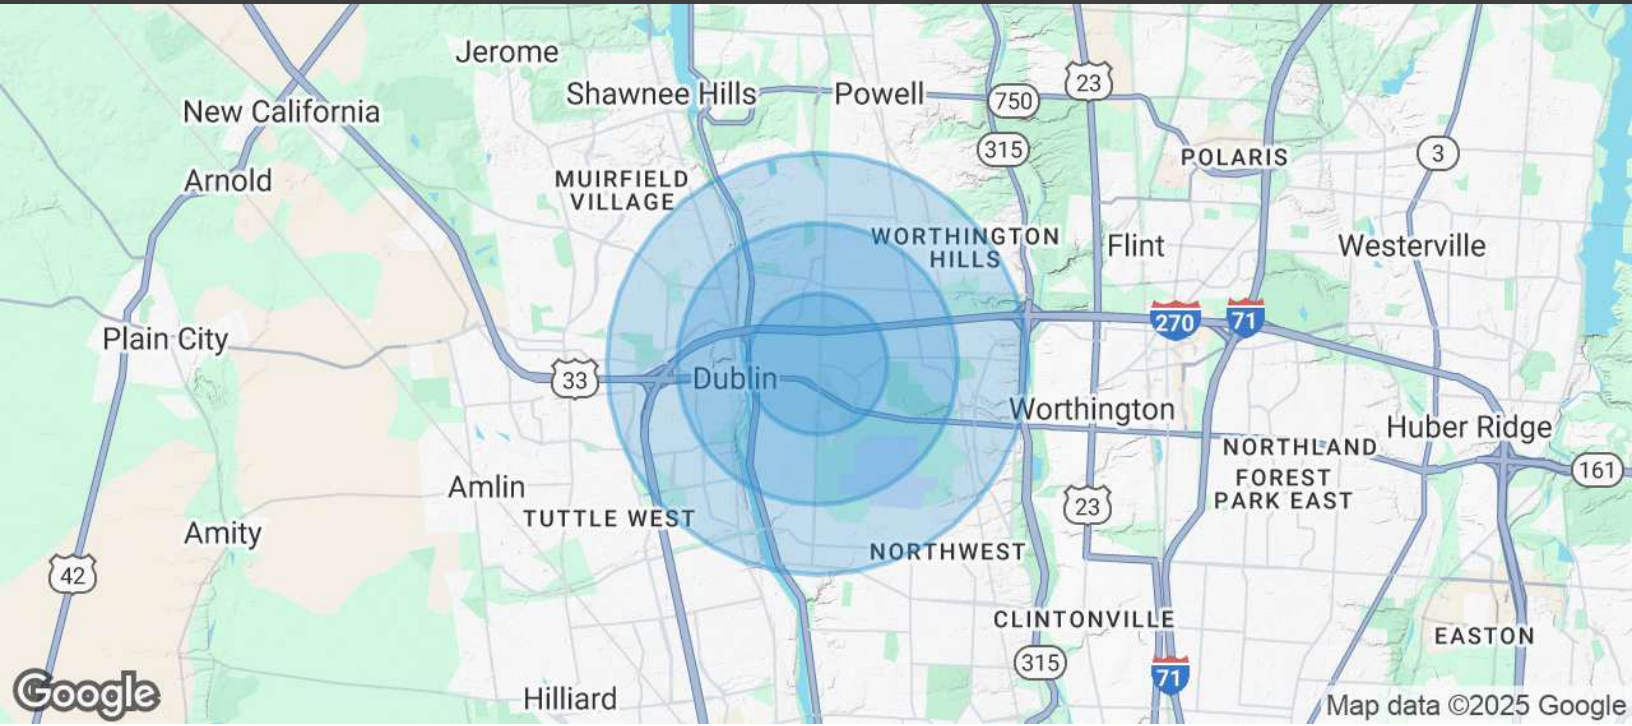 Jerome
23
Shawnee Hills
Powell
750
New California
315
3
POLARIS
Arnold
MUIRFIELD
VILLAGE
WORTHINGTON
HILLS
Flint
Westerville
270
71
Plain City
33
Dublin
Worthington
Huber Ridge
NORTHLAND
161
FOREST
PARK EAST
Amlin
23
TUTTLE WEST
Amity
NORTHWEST
42
CLINTONVILLE
EASTON
315
71
Google
Hilliard
Map data ©2025 Google